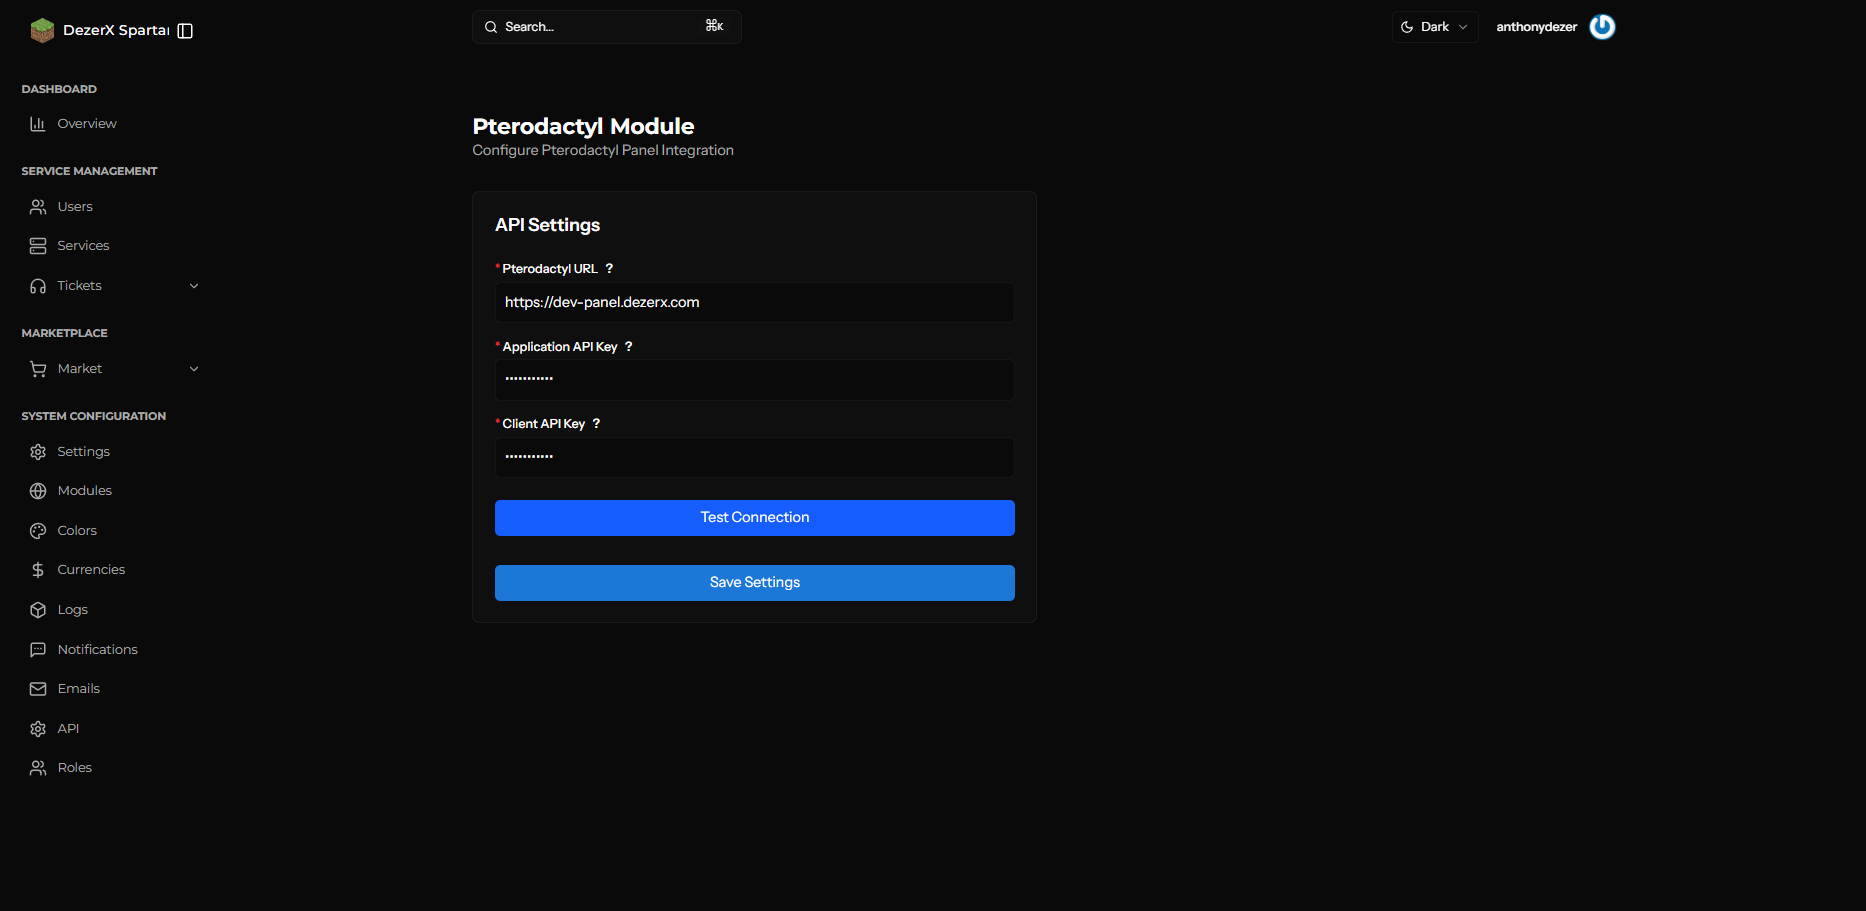 DezerX Spartan
Search...
⌘K
Dark
anthonydezer
DASHBOARD
Overview
SERVICE MANAGEMENT
Users
Services
Tickets
MARKETPLACE
Market
SYSTEM CONFIGURATION
Settings
Modules
Colors
Currencies
Logs
Notifications
Emails
API
Roles
Pterodactyl Module
Configure Pterodactyl Panel Integration
API Settings
* Pterodactyl URL ?
https://dev-panel.dezerx.com
* Application API Key ?
•••••••••••
* Client API Key ?
•••••••••••
Test Connection
Save Settings